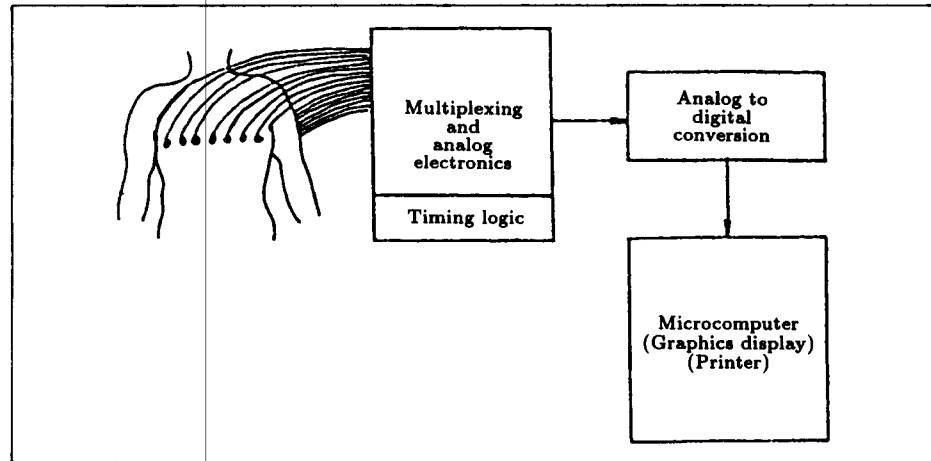 Multiplexing
and
analog
electronics
Timing logic
Analog to
digital
conversion
Microcomputer
(Graphics display)
(Printer)